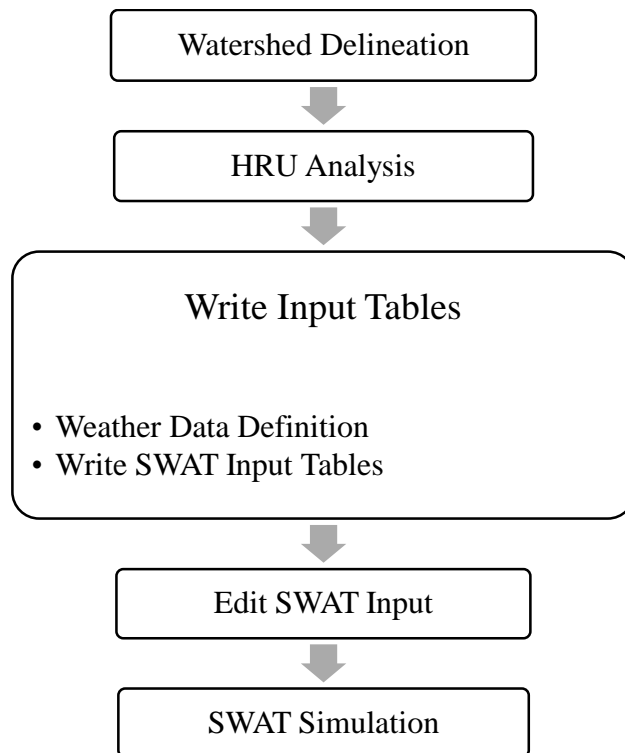 Watershed Delineation
HRU Analysis
Write Input Tables
• Weather Data Definition
• Write SWAT Input Tables
Edit SWAT Input
SWAT Simulation